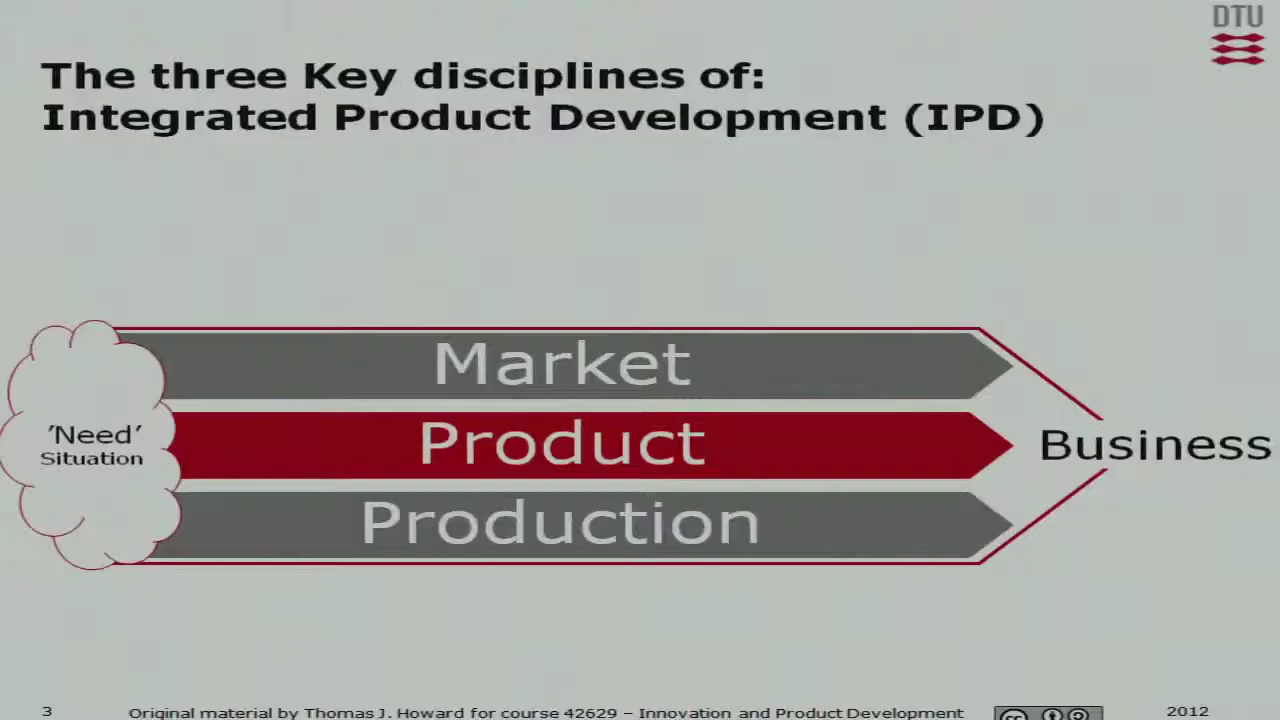 DTU
The three Key disciplines of:
Integrated Product Development (IPD)
Market
’Need’
Situation
Product
Business
Production
3
Original material by Thomas J. Howard for course 42629 – Innovation and Product Development
cc
2012